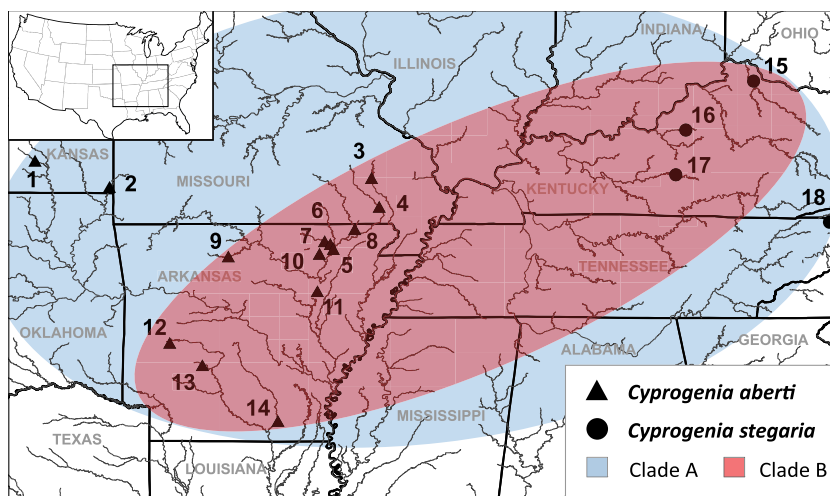 INDIANA
OHIO
ILLINOIS
15
16
3
KANSAS
1
2
MISSOURI
17
KENTUCKY
4
18
6
7
8
9
10
5
ARKANSAS
TENNESSEE
11
OKLAHOMA
12
GEORGIA
ALABAMA
13
14
MISSISSIPPI
TEXAS
LOUISIANA
Cyprogenia aberti
Cyprogenia stegaria
Clade A
Clade B